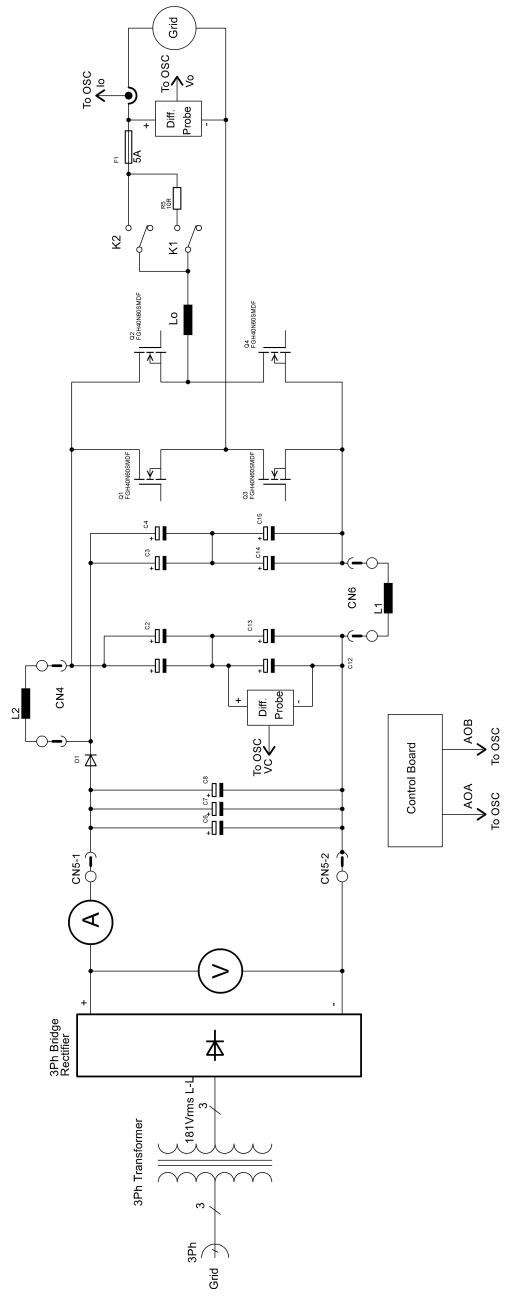 Grid
3Ph
3
3Ph Transformer
181Vrms L-L
3
3Ph Bridge
Rectifier
+
-
V
A
CN5-1
CN5-2
C6
+
C7
+
C8
+
D1
L2
CN4
To OSC
VC
Diff.
Probe
+
-
+
C2
+
+
C12
C13
+
CN6
L1
C3
+
C4
+
C14
+
C15
+
Q1
FGH40N60SMDF
Q3
FGH40N60SMDF
Q2
FGH40N60SMDF
Q4
FGH40N60SMDF
Lo
K2
K1
R5
10R
F1
5A
Diff.
Probe
+
-
To OSC
Vo
To OSC
Io
Grid
Control Board
AOA
To OSC
AOB
To OSC